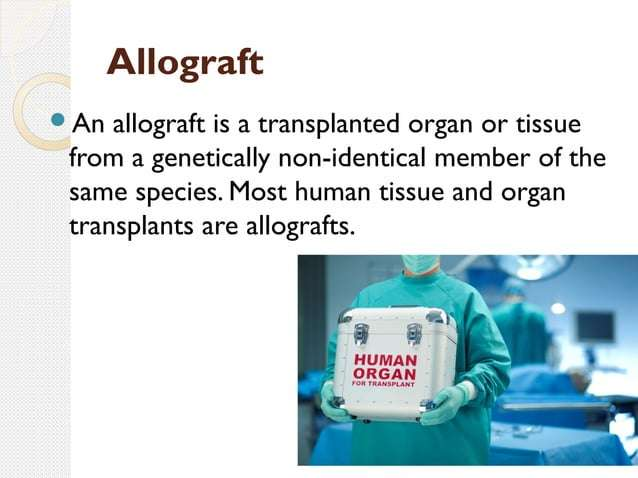 Allograft
An allograft is a transplanted organ or tissue
from a genetically non-identical member of the
same species. Most human tissue and organ
transplants are allografts.
HUMAN
ORGAN
FOR TRANSPLANT